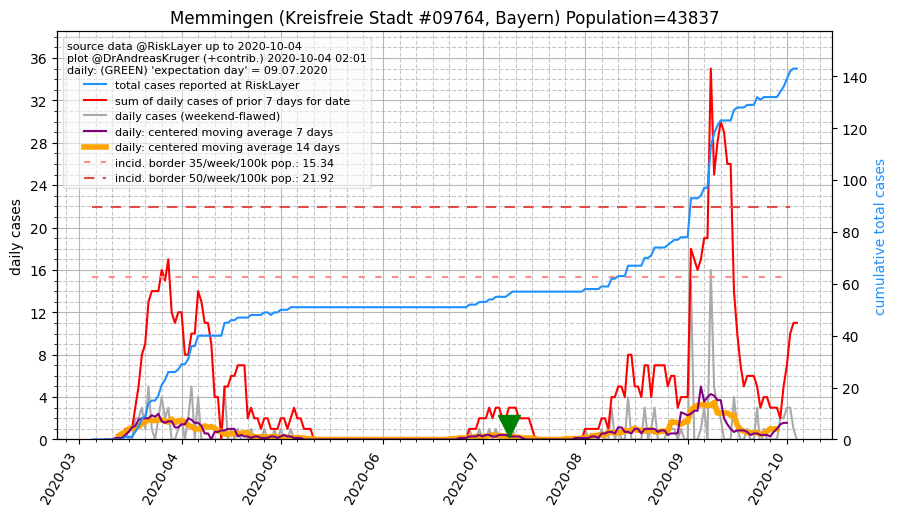 Memmingen (Kreisfreie Stadt #09764, Bayern) Population=43837
source data @RiskLayer up to 2020-10-04
plot @DrAndreasKruger (+contrib.) 2020-10-04 02:01
daily: (GREEN) 'expectation day' = 09.07.2020
total cases reported at RiskLayer
sum of daily cases of prior 7 days for date
daily cases (weekend-flawed)
daily: centered moving average 7 days
daily: centered moving average 14 days
incid. border 35/week/100k pop.: 15.34
incid. border 50/week/100k pop.: 21.92
daily cases
36
32
28
24
20
16
12
8
4
0
cumulative total cases
140
120
100
80
60
40
20
0
2020-03
2020-04
2020-05
2020-06
2020-07
2020-08
2020-09
2020-10